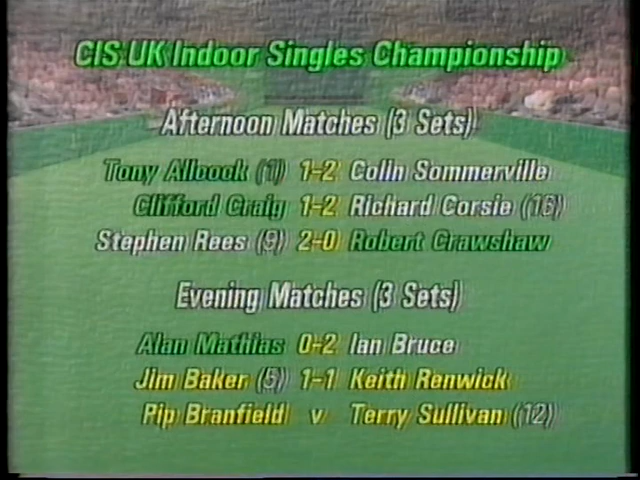 CIS UK Indoor Singles Championship
Afternoon Matches (3 Sets)
Tony Allcock (1) 1-2 Colin Sommerville
Clifford Craig 1-2 Richard Corsie (16)
Stephen Rees (9) 2-0 Robert Crawshaw
Evening Matches (3 Sets)
Alan Mathias 0-2 Ian Bruce
Jim Baker (5) 1-1 Keith Renwick
Pip Branfield v Terry Sullivan (12)